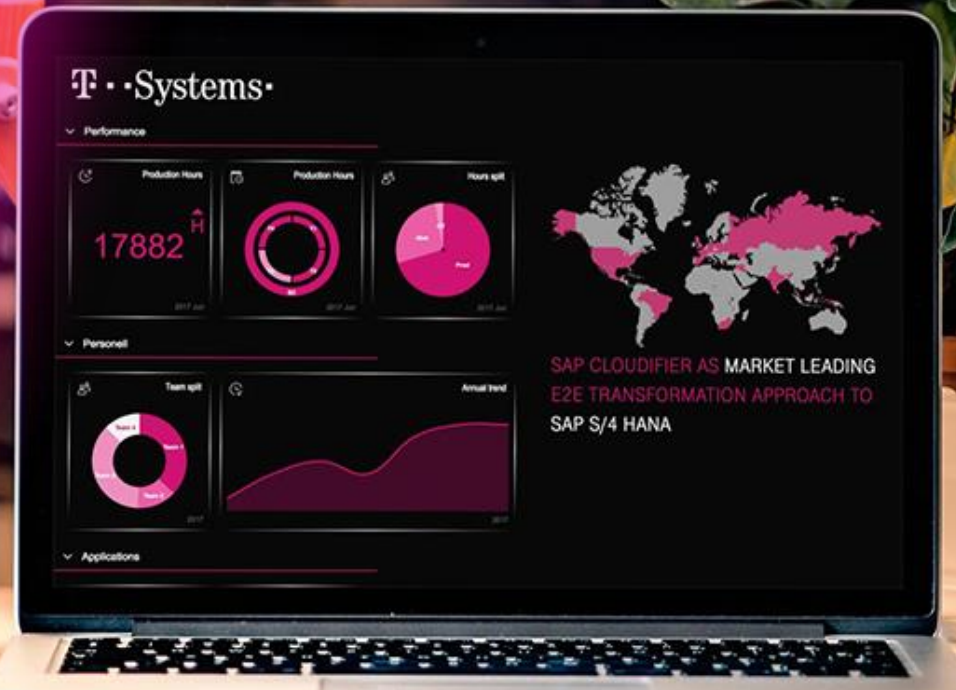 T··Systems·
Performance
Production Hours
17882 H
Production Hours
Hours split
Personell
Team split
Annual trend
2017
Applications
SAP CLOUDIFIER AS MARKET LEADING
E2E TRANSFORMATION APPROACH TO
SAP S/4 HANA